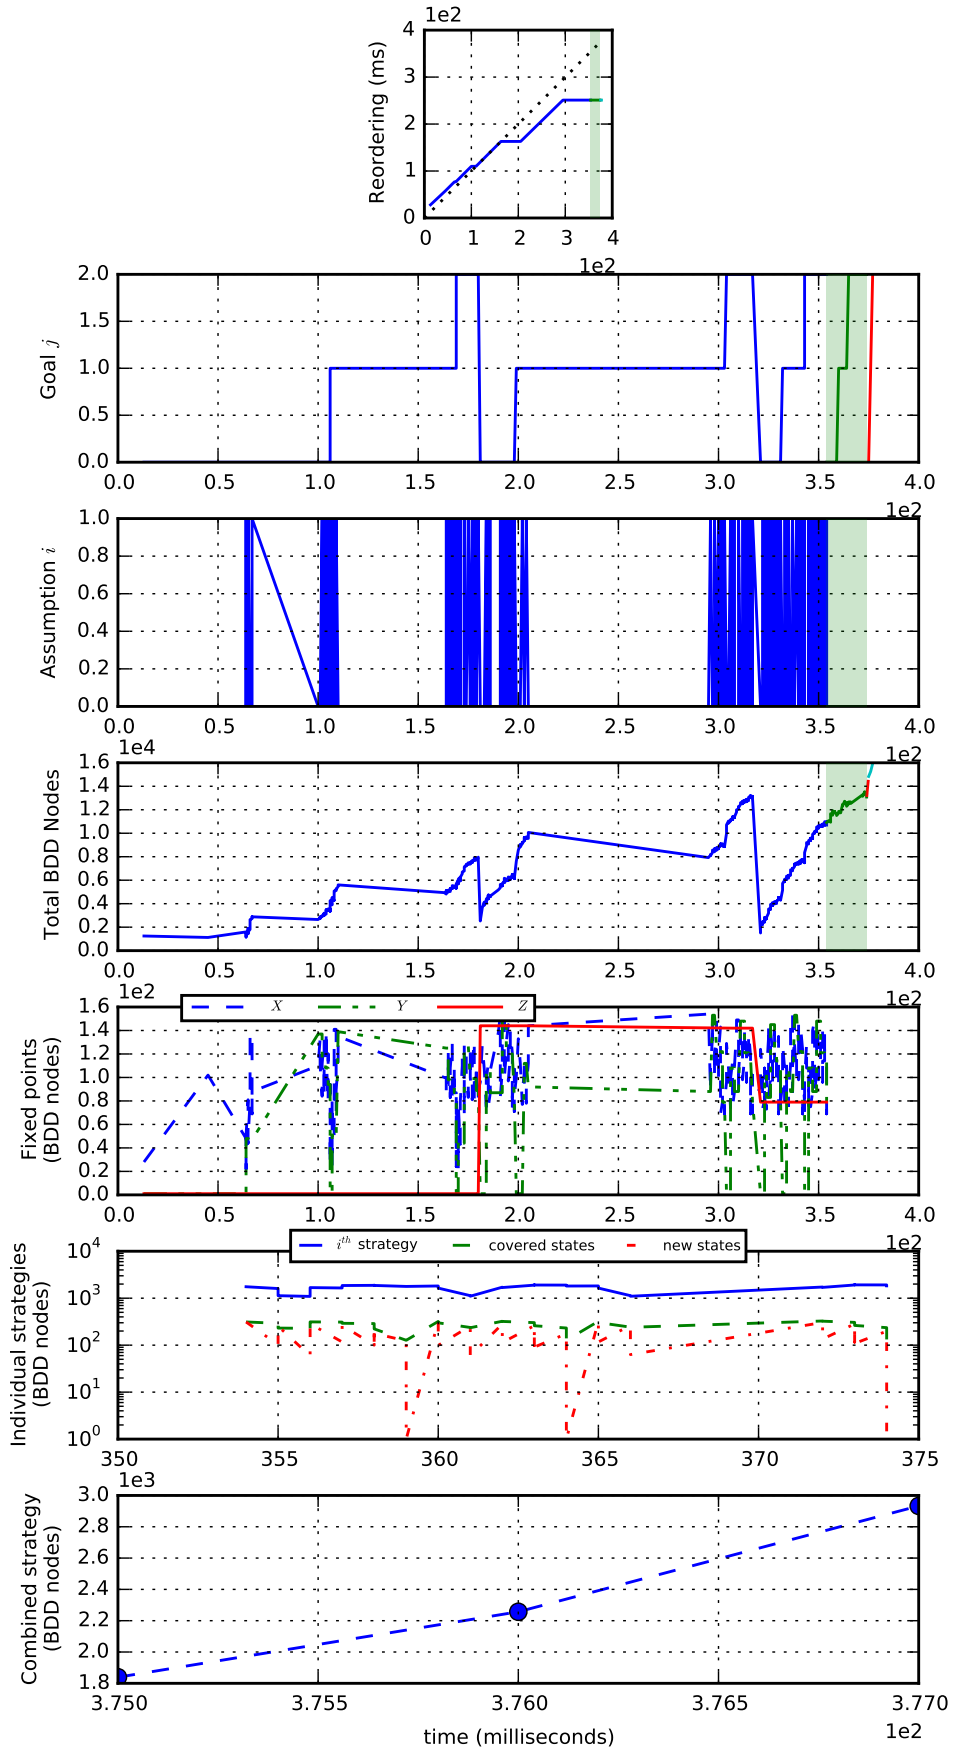 1e2
4
3
2
1
0
Reordering (ms)
0 1 2 3 4
1e2
2.0
1.5
1.0
0.5
0.0
Goal j
0.0 0.5 1.0 1.5 2.0 2.5 3.0 3.5 4.0
1e2
1.0
0.8
0.6
0.4
0.2
0.0
Assumption i
0.0 0.5 1.0 1.5 2.0 2.5 3.0 3.5 4.0
1e2
1e4
1.6
1.4
1.2
1.0
0.8
0.6
0.4
0.2
0.0
Total BDD Nodes
0.0 0.5 1.0 1.5 2.0 2.5 3.0 3.5 4.0
1e2
1e2
X Y Z
1.6
1.4
1.2
1.0
0.8
0.6
0.4
0.2
0.0
Fixed points
(BDD nodes)
0.0 0.5 1.0 1.5 2.0 2.5 3.0 3.5 4.0
1e2
i^th strategy covered states new states
10^4
10^3
10^2
10^1
10^0
Individual strategies
(BDD nodes)
350 355 360 365 370 375
1e3
3.0
2.8
2.6
2.4
2.2
2.0
1.8
Combined strategy
(BDD nodes)
3.750 3.755 3.760 3.765 3.770
time (milliseconds)
1e2